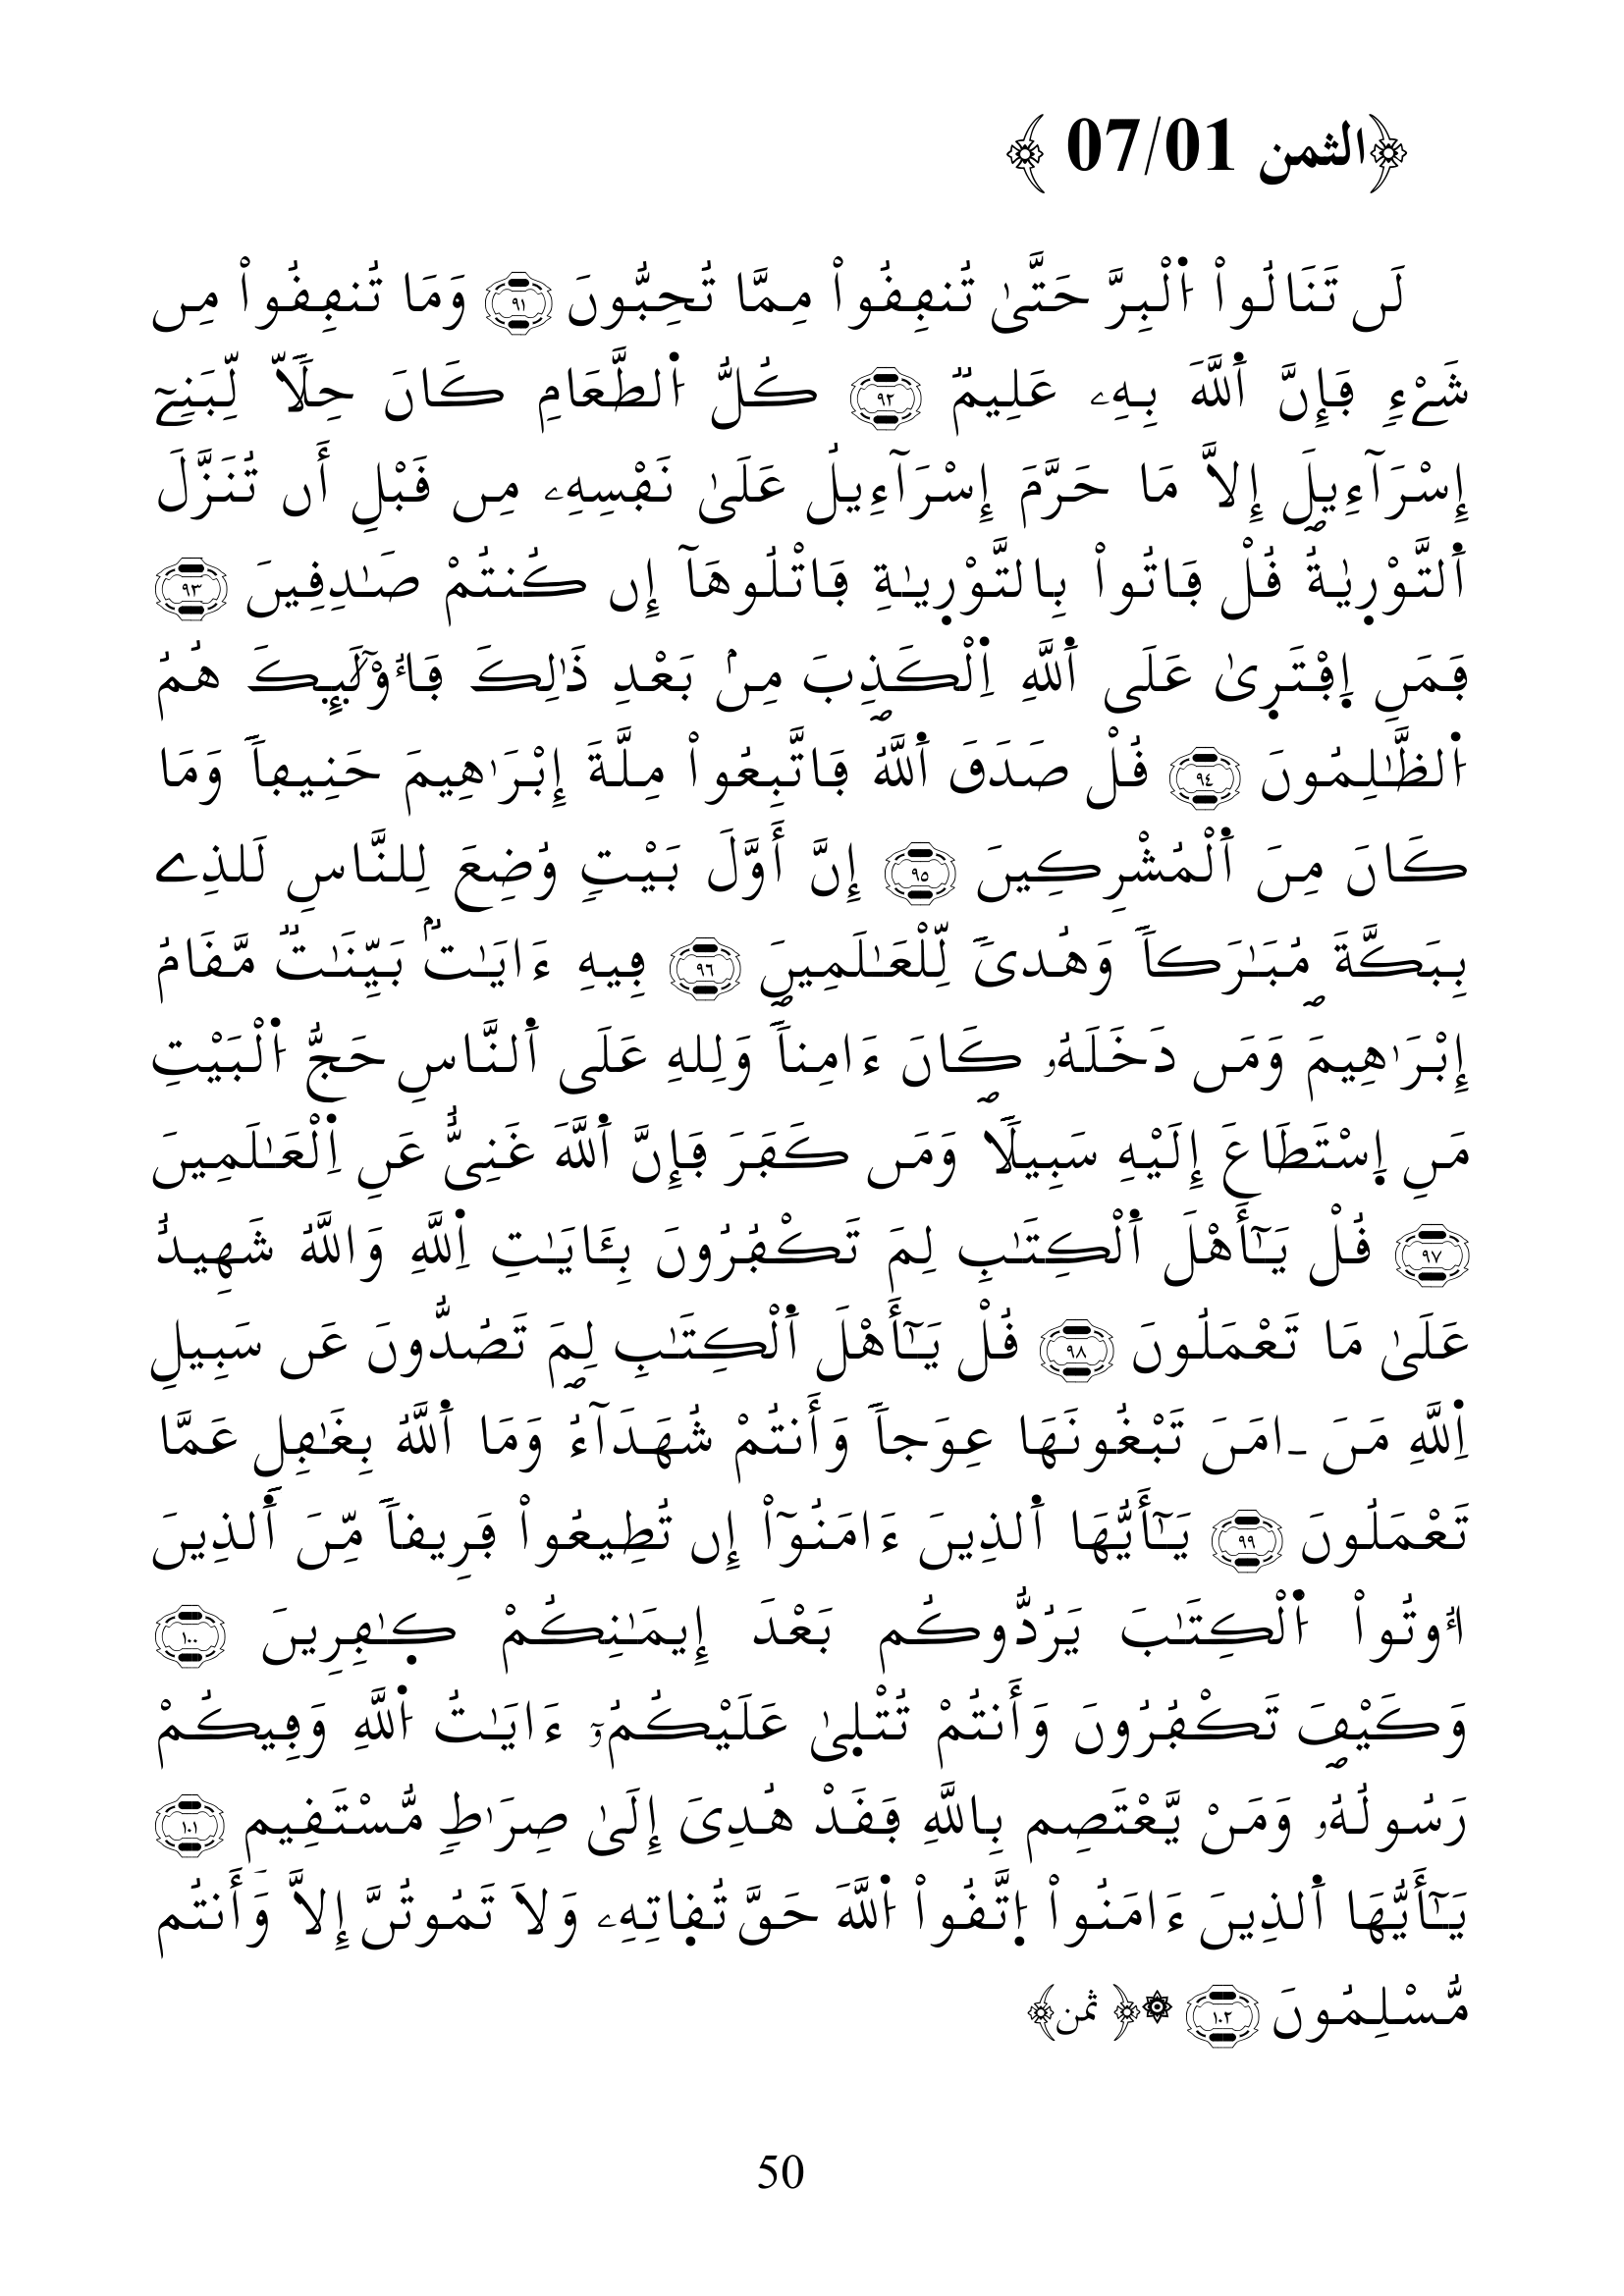 ﴿الثمن 07/01 ﴾
لَن تَنَالُواْ اُ۬لْبِرَّ حَتَّىٰ تُنفِقُواْ مِمَّا تُحِبُّونَ ٩١ وَمَا تُنفِقُواْ مِن
شَےْءٖ فَإِنَّ اَ۬للَّهَ بِهِۦ عَلِيمٞ ٩٢ كُلُّ اُ۬لطَّعَامِ كَانَ حِلّاٗ لِّبَنِےٓ
إِسْرَآءِيلَ إِلاَّ مَا حَرَّمَ إِسْرَآءِيلُ عَلَىٰ نَفْسِهِۦ مِن قَبْلِ أَن تُنَزَّلَ
اَ۬لتَّوْر۪يٰةُ قُلْ فَاتُواْ بِالتَّوْر۪يٰةِ فَاتْلُوهَآ إِن كُنتُمْ صَٰدِقِينَ ٩٣
فَمَنِ اِ۪فْتَر۪ىٰ عَلَى اَ۬للَّهِ اِ۬لْكَذِبَ مِنۢ بَعْدِ ذَٰلِكَ فَأُوْلَٰٓئِكَ هُمُ
اُ۬لظَّٰلِمُونَ ٩٤ قُلْ صَدَقَ اَ۬للَّهُ فَاتَّبِعُواْ مِلَّةَ إِبْرَٰهِيمَ حَنِيفاٗ وَمَا
كَانَ مِنَ اَ۬لْمُشْرِكِينَ ٩٥ إِنَّ أَوَّلَ بَيْتٖ وُضِعَ لِلنَّاسِ لَلذِے
بِبَكَّةَ مُبَٰرَكاٗ وَهُدىٗ لِّلْعَٰلَمِينَ ٩٦ فِيهِ ءَايَٰتُۢ بَيِّنَٰتٞ مَّقَامُ
إِبْرَٰهِيمَ وَمَن دَخَلَهُۥ كَانَ ءَامِناٗ وَلِلهِ عَلَى اَ۬لنَّاسِ حَجُّ اُ۬لْبَيْتِ
مَنِ اِ۪سْتَطَاعَ إِلَيْهِ سَبِيلاٗ وَمَن كَفَرَ فَإِنَّ اَ۬للَّهَ غَنِيٌّ عَنِ اِ۬لْعَٰلَمِينَ
٩٧ قُلْ يَٰٓأَهْلَ اَ۬لْكِتَٰبِ لِمَ تَكْفُرُونَ بِـَٔايَٰتِ اِ۬للَّهِ وَاللَّهُ شَهِيدٌ
عَلَىٰ مَا تَعْمَلُونَ ٩٨ قُلْ يَٰٓأَهْلَ اَ۬لْكِتَٰبِ لِمَ تَصُدُّونَ عَن سَبِيلِ
اِ۬للَّهِ مَنَ ـ امَنَ تَبْغُونَهَا عِوَجاٗ وَأَنتُمْ شُهَدَآءُ وَمَا اَ۬للَّهُ بِغَٰفِلٍ عَمَّا
تَعْمَلُونَ ٩٩ يَٰٓأَيُّهَا اَ۬لذِينَ ءَامَنُوٓاْ إِن تُطِيعُواْ فَرِيقاٗ مِّنَ اَ۬لذِينَ
أُوتُواْ اُ۬لْكِتَٰبَ يَرُدُّوكُم بَعْدَ إِيمَٰنِكُمْ كٰ۪فِرِينَ ١٠٠
وَكَيْفَ تَكْفُرُونَ وَأَنتُمْ تُتْل۪ىٰ عَلَيْكُمُۥٓ ءَايَٰتُ اُ۬للَّهِ وَفِيكُمْ
رَسُولُهُۥ وَمَنْ يَّعْتَصِم بِاللَّهِ فَقَدْ هُدِىَ إِلَىٰ صِرَٰطٖ مُّسْتَقِيم ١٠١
يَٰٓأَيُّهَا اَ۬لذِينَ ءَامَنُواْ اُ۪تَّقُواْ اُ۬للَّهَ حَقَّ تُق۪اتِهِۦ وَلاَ تَمُوتُنَّ إِلاَّ وَأَنتُم
مُّسْلِمُونَ ١٠٢ ۞﴿ ثمن﴾
50